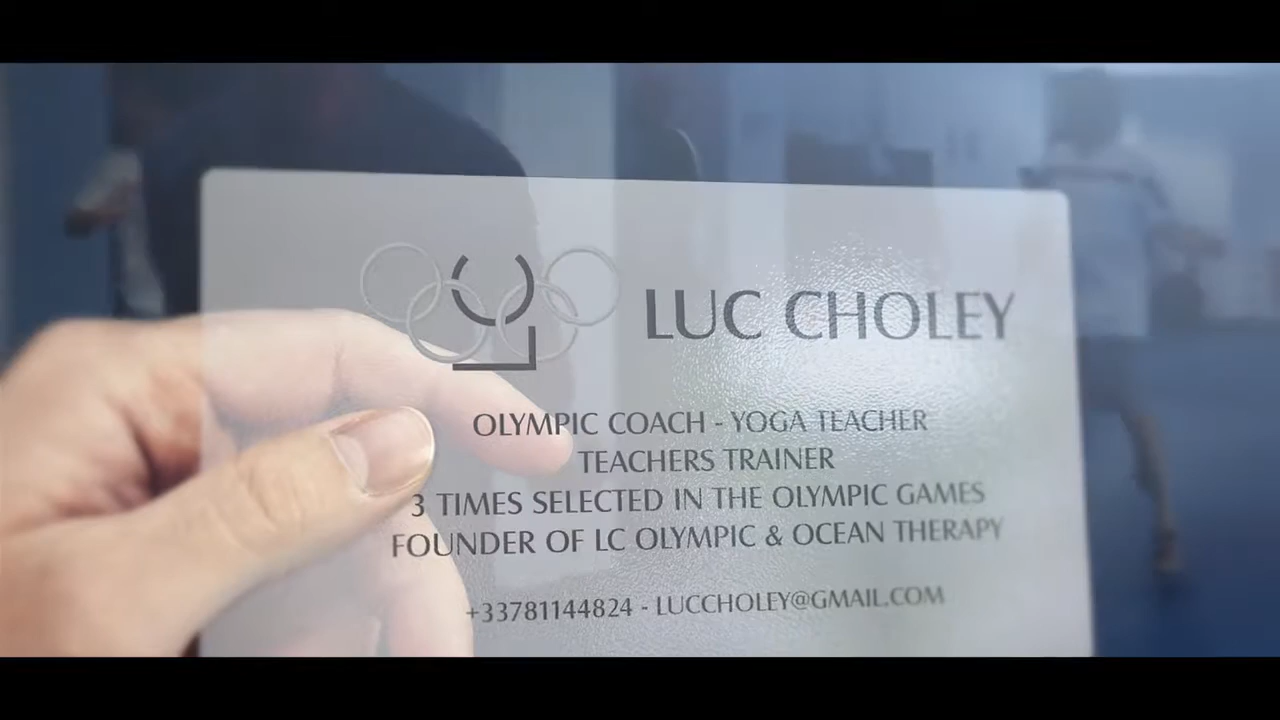 LUC CHOLEY
OLYMPIC COACH - YOGA TEACHER
TEACHERS TRAINER
3 TIMES SELECTED IN THE OLYMPIC GAMES
FOUNDER OF LC OLYMPIC & OCEAN THERAPY
+33781144824 - LUCCHOLEY@GMAIL.COM